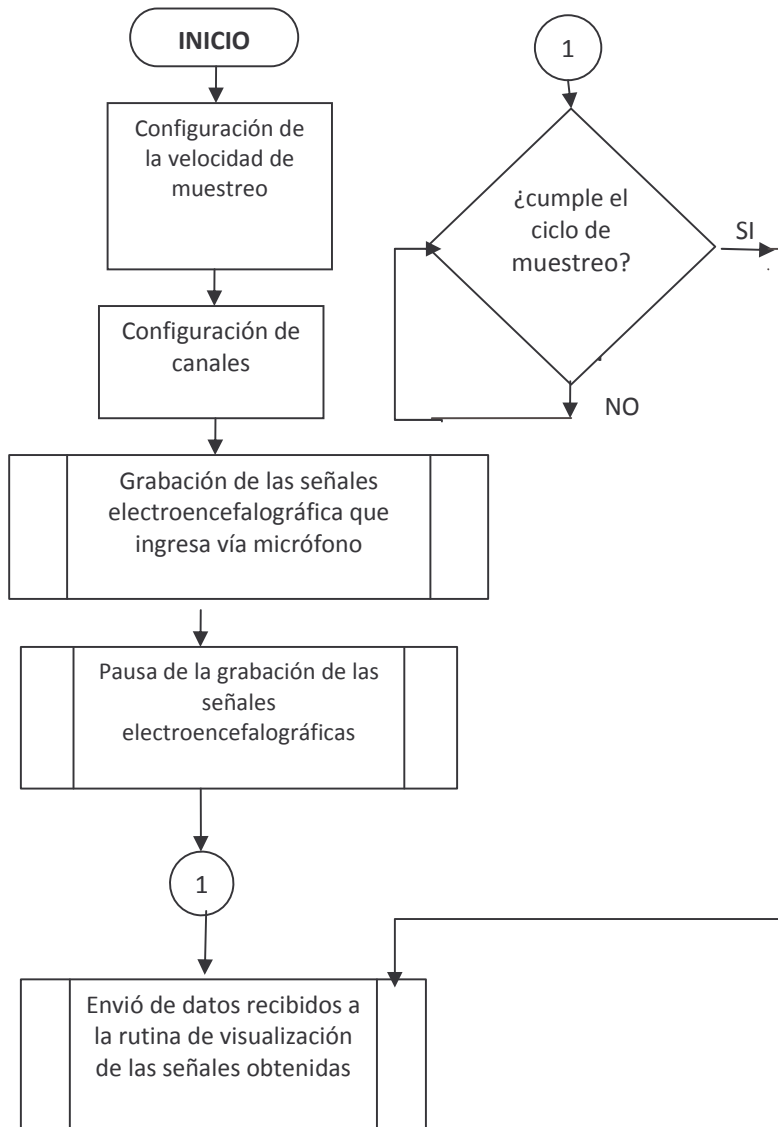 INICIO
Configuración de
la velocidad de
muestreo
Configuración de
canales
Grabación de las señales
electroencefalográfica que
ingresa vía micrófono
Pausa de la grabación de las
señales
electroencefalográficas
1
Envió de datos recibidos a
la rutina de visualización
de las señales obtenidas
1
¿cumple el
ciclo de
muestreo?
SI
NO